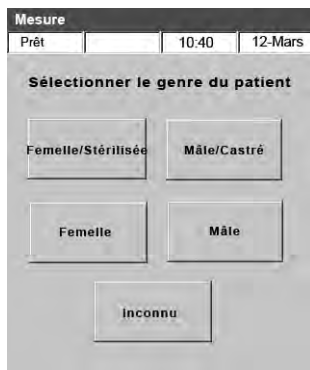 Mesure
Prêt 10:40 12-Mars
Sélectionner le genre du patient
Femelle/Stérilisée Mâle/Castré
Femelle Mâle
Inconnu